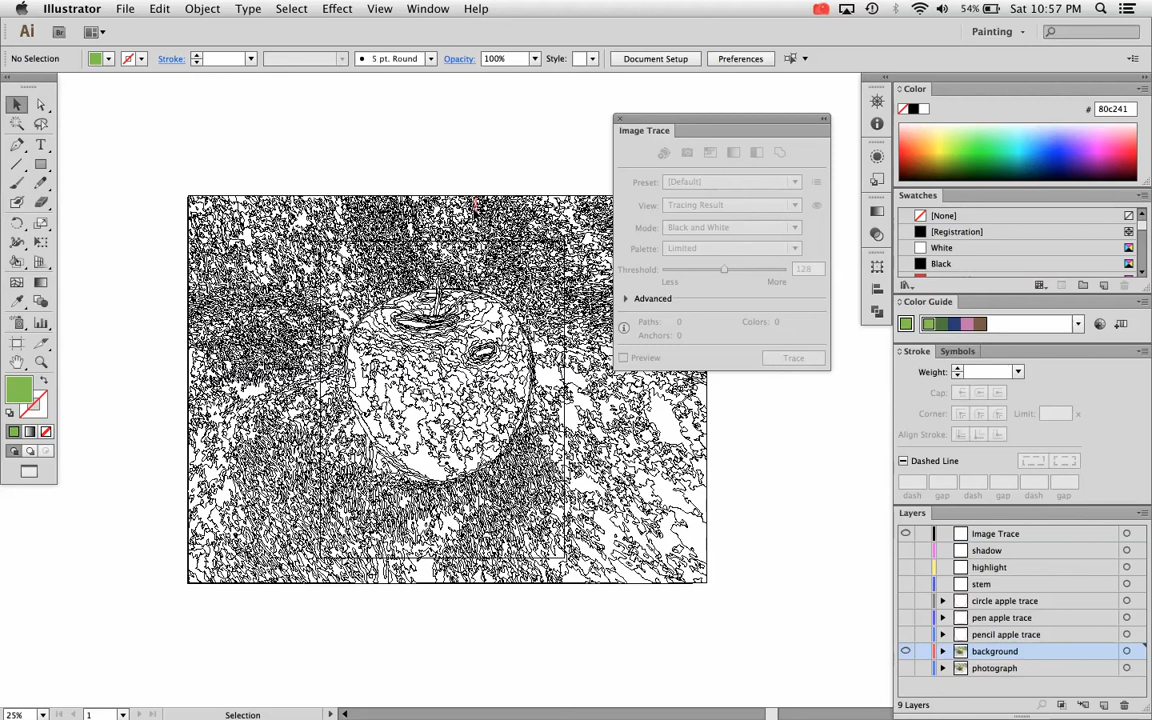 Illustrator File Edit Object Type Select Effect View Window Help
54% Sat 10:57 PM
Ai Br Painting
No Selection Stroke: 5 pt. Round Opacity: 100% Style: Document Setup Preferences
Image Trace
Preset: [Default]
View: Tracing Result
Mode: Black and White
Palette: Limited
Threshold: 128
Less More
Advanced
Paths: 0 Colors: 0
Anchors: 0
Preview Trace
Color
# 80c241
Swatches
[None]
[Registration]
White
Black
Color Guide
Stroke Symbols
Weight:
Cap:
Corner: Limit: x
Align Stroke:
Dashed Line
dash gap dash gap dash gap
Layers
Image Trace
shadow
highlight
stem
circle apple trace
pen apple trace
pencil apple trace
background
photograph
9 Layers
25% 1 Selection